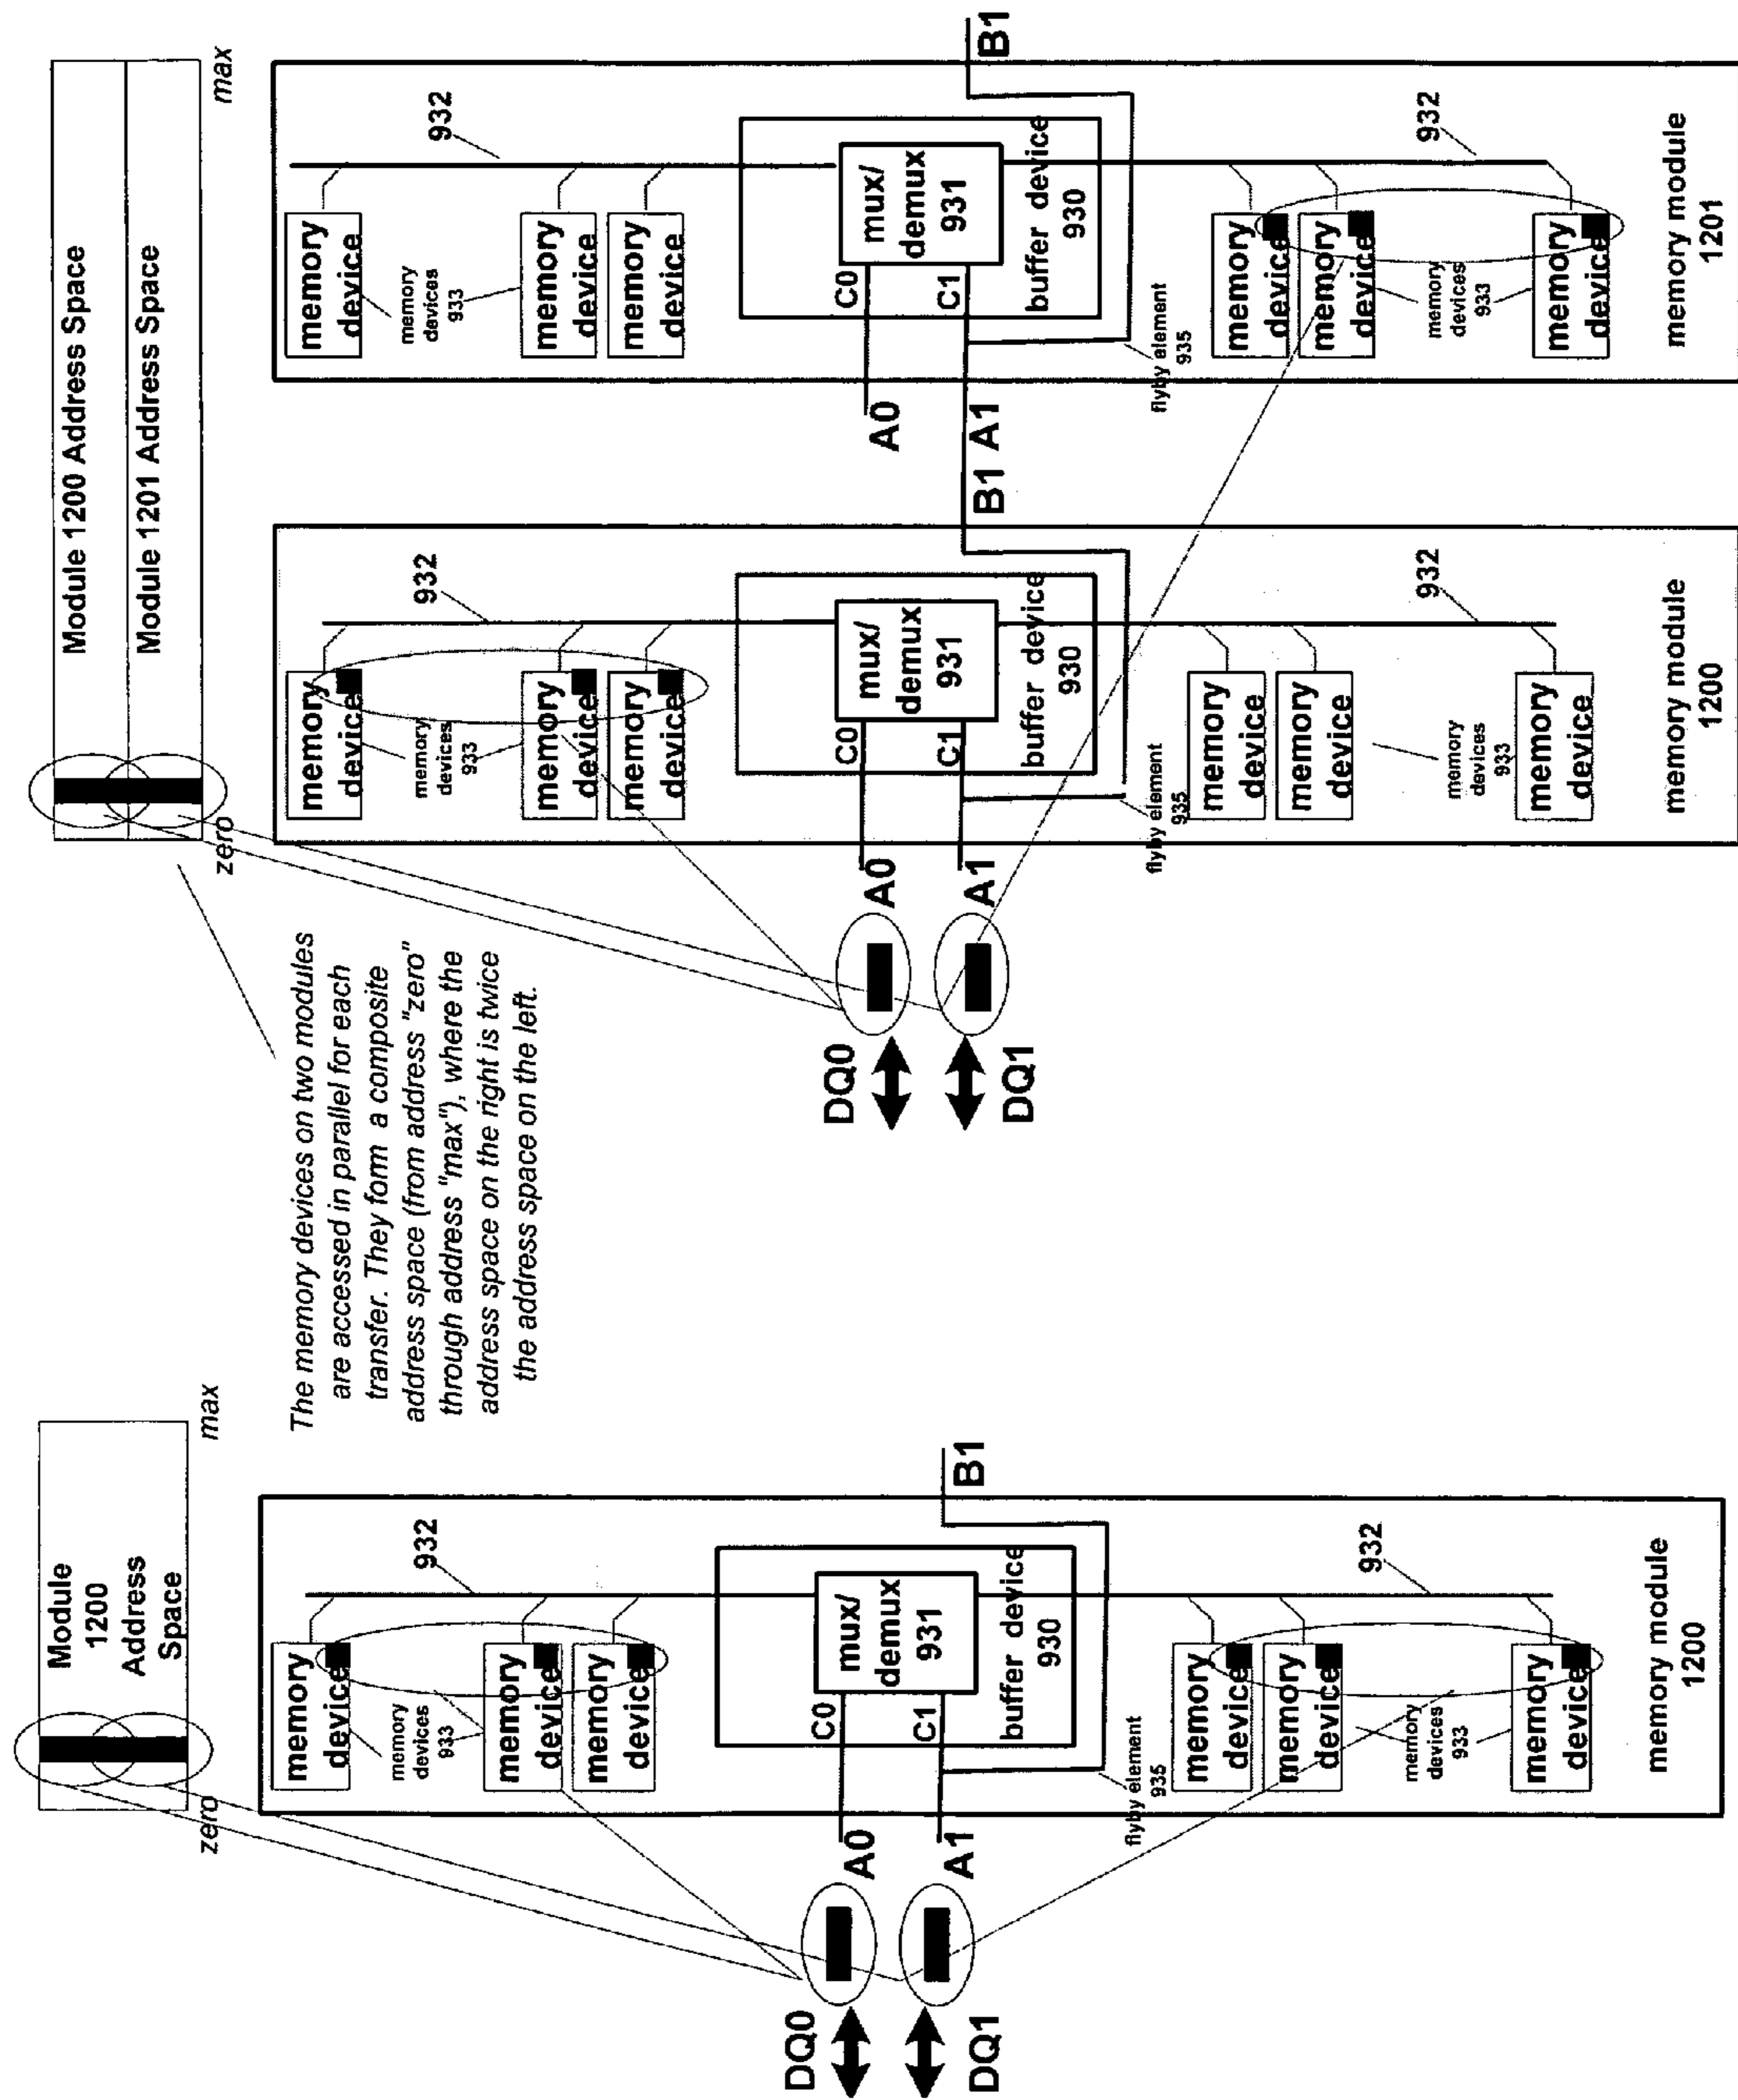 Module
1200
Address
Space
zero
max
DQ0
DQ1
A0
A1
B1
C0
C1
mux/
demux
931
buffer device
930
932
932
memory
device
memory
device
memory
device
memory
devices
933
flyby element
935
memory
device
memory
device
memory
device
memory
devices
933
memory module
1200
The memory devices on two modules
are accessed in parallel for each
transfer. They form a composite
address space (from address "zero"
through address "max"), where the
address space on the right is twice
the address space on the left.
Module 1200 Address Space
Module 1201 Address Space
zero
max
DQ0
DQ1
A0
A1
C0
C1
mux/
demux
931
buffer device
930
932
932
memory
device
memory
device
memory
device
memory
devices
933
flyby element
935
memory
device
memory
device
memory
device
memory
devices
933
memory module
1200
B1 A1
A0
C0
C1
mux/
demux
931
buffer device
930
932
932
memory
device
memory
device
memory
device
memory
devices
933
flyby element
935
memory
device
memory
device
memory
device
memory
devices
933
memory module
1201
B1